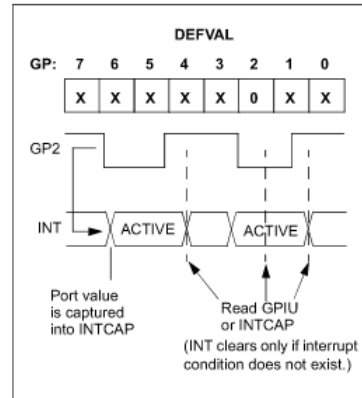 DEFVAL
GP: 7 6 5 4 3 2 1 0
X X X X X 0 X X
GP2
INT ACTIVE ACTIVE
Port value
is captured
into INTCAP
Read GPIU
or INTCAP
(INT clears only if interrupt
condition does not exist.)